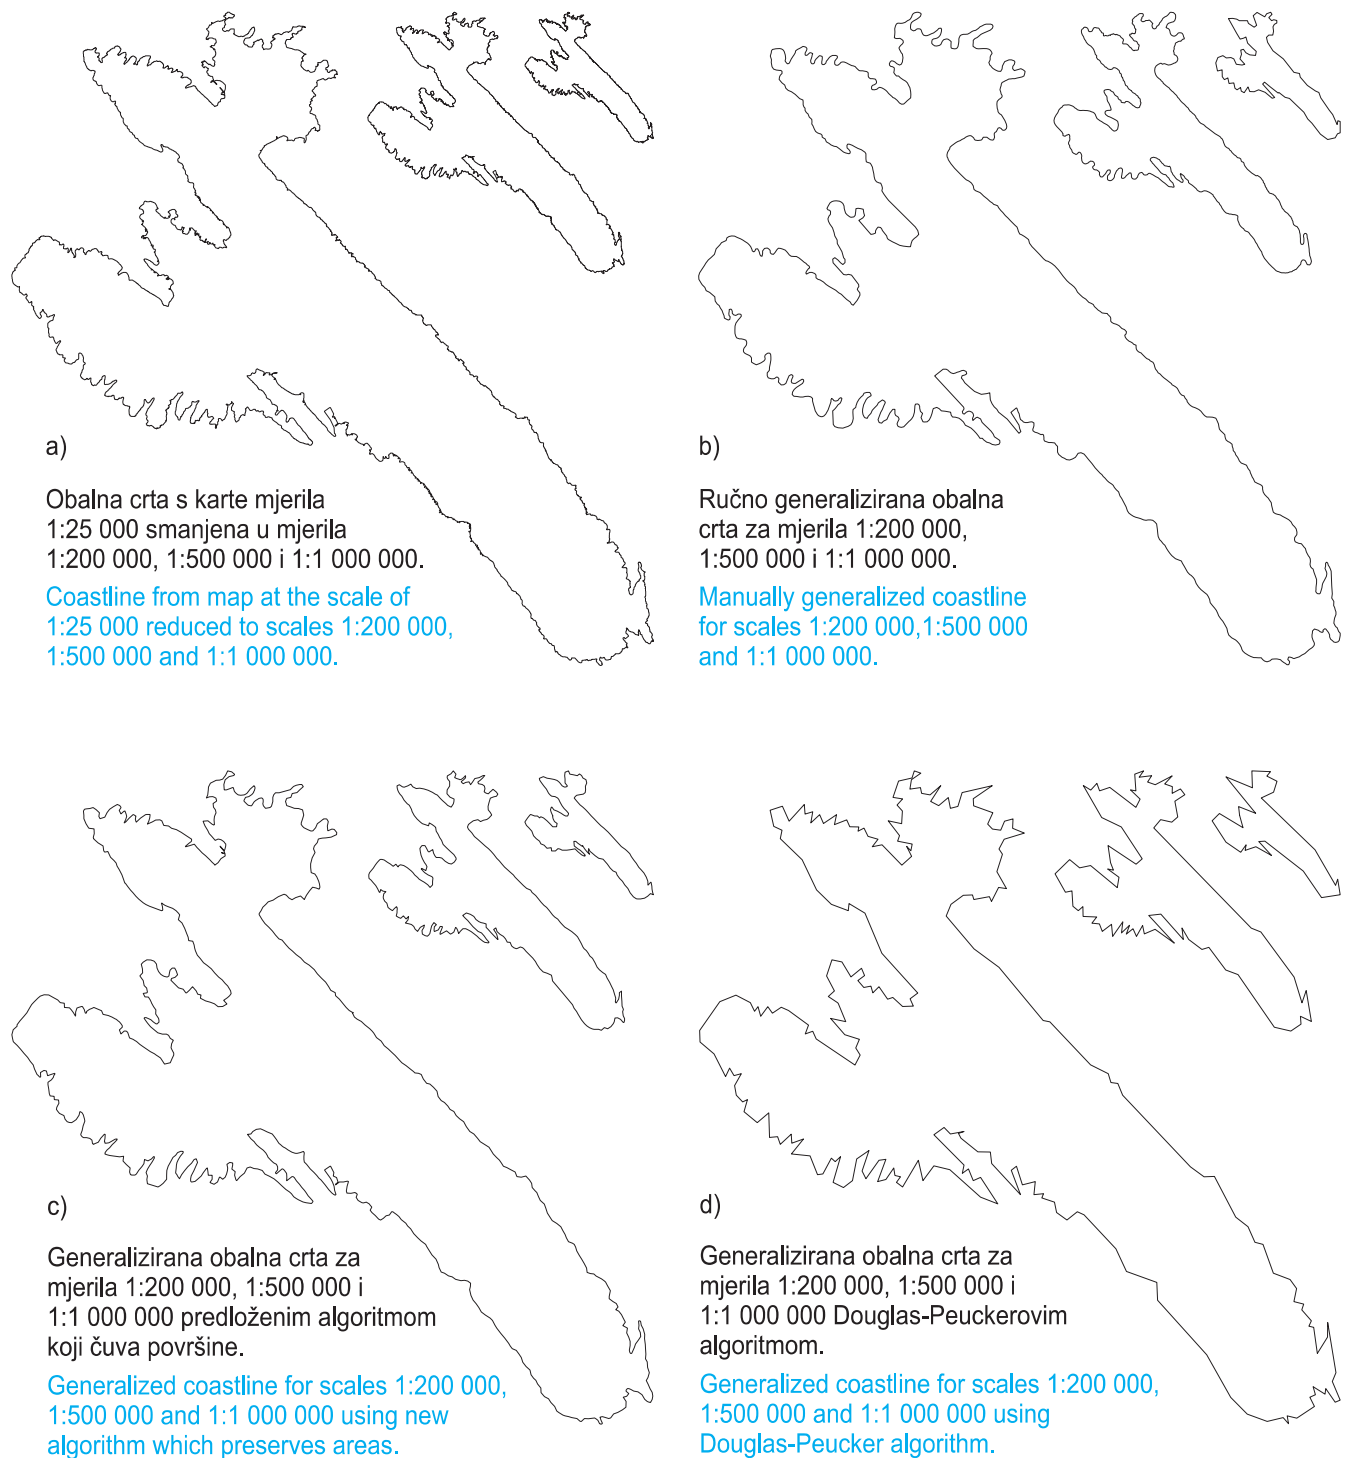 a)
Obalna crta s karte mjerila
1:25 000 smanjena u mjerila
1:200 000, 1:500 000 i 1:1 000 000.
Coastline from map at the scale of
1:25 000 reduced to scales 1:200 000,
1:500 000 and 1:1 000 000.
b)
Ručno generalizirana obalna
crta za mjerila 1:200 000,
1:500 000 i 1:1 000 000.
Manually generalized coastline
for scales 1:200 000,1:500 000
and 1:1 000 000.
c)
Generalizirana obalna crta za
mjerila 1:200 000, 1:500 000 i
1:1 000 000 predloženim algoritmom
koji čuva površine.
Generalized coastline for scales 1:200 000,
1:500 000 and 1:1 000 000 using new
algorithm which preserves areas.
d)
Generalizirana obalna crta za
mjerila 1:200 000, 1:500 000 i
1:1 000 000 Douglas-Peuckerovim
algoritmom.
Generalized coastline for scales 1:200 000,
1:500 000 and 1:1 000 000 using
Douglas-Peucker algorithm.